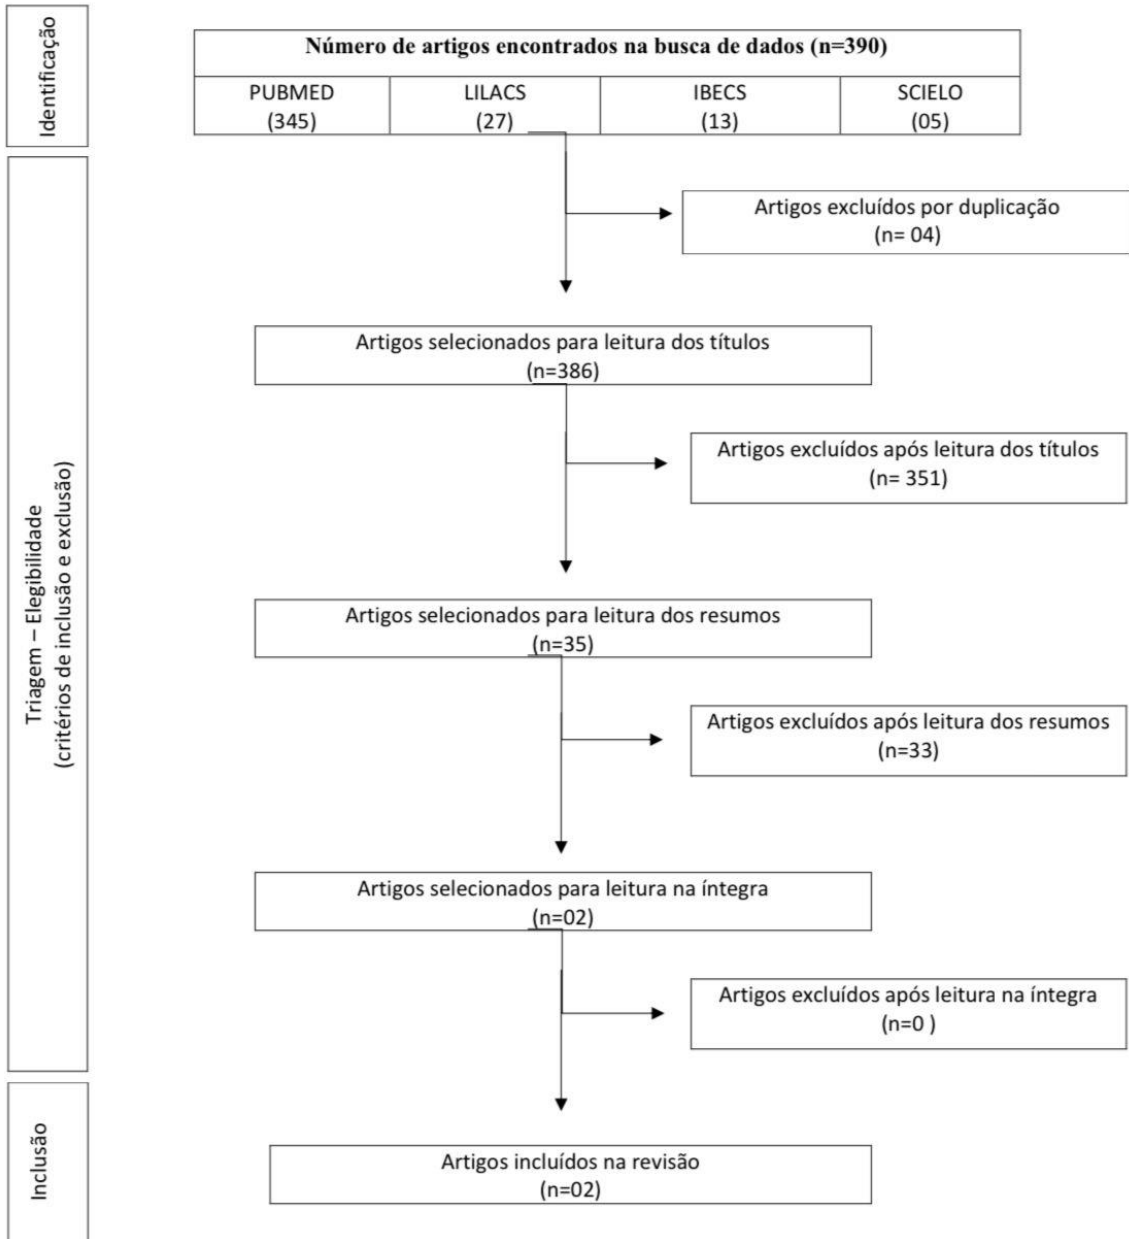 Identificação
Número de artigos encontrados na busca de dados (n=390)
PUBMED
(345)
LILACS
(27)
IBECS
(13)
SCIELO
(05)
Triagem – Elegibilidade
(critérios de inclusão e exclusão)
Artigos excluídos por duplicação
(n= 04)
Artigos selecionados para leitura dos títulos
(n=386)
Artigos excluídos após leitura dos títulos
(n= 351)
Artigos selecionados para leitura dos resumos
(n=35)
Artigos excluídos após leitura dos resumos
(n=33)
Artigos selecionados para leitura na íntegra
(n=02)
Artigos excluídos após leitura na íntegra
(n=0 )
Inclusão
Artigos incluídos na revisão
(n=02)